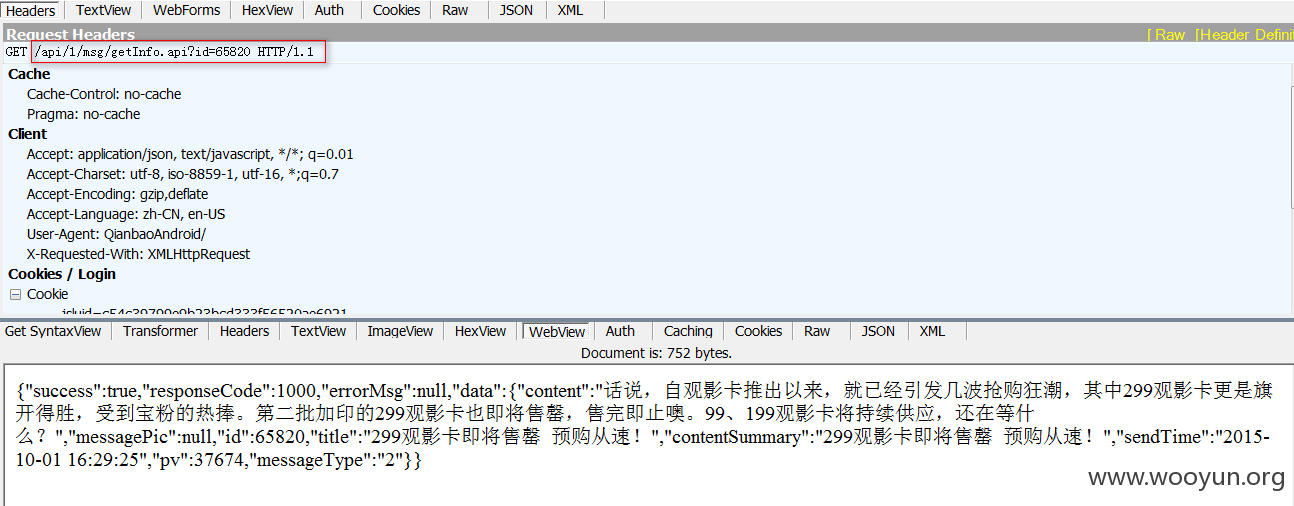 Headers TextView WebForms HexView Auth Cookies Raw JSON XML
Request Headers [ Raw [Header Defini
GET /api/1/msg/getInfo.api?id=65820 HTTP/1.1
Cache
Cache-Control: no-cache
Pragma: no-cache
Client
Accept: application/json, text/javascript, */*; q=0.01
Accept-Charset: utf-8, iso-8859-1, utf-16, *;q=0.7
Accept-Encoding: gzip,deflate
Accept-Language: zh-CN, en-US
User-Agent: QianbaoAndroid/
X-Requested-With: XMLHttpRequest
Cookies / Login
Cookie
Get SyntaxView Transformer Headers TextView ImageView HexView WebView Auth Caching Cookies Raw JSON XML
Document is: 752 bytes.
{"success":true,"responseCode":1000,"errorMsg":null,"data":{"content":"话说，自观影卡推出以来，就已经引发几波抢购狂潮，其中299观影卡更是旗
开得胜，受到宝粉的热捧。第二批加印的299观影卡也即将售罄，售完即止噢。99、199观影卡将持续供应，还在等什
么？","messagePic":null,"id":65820,"title":"299观影卡即将售罄 预购从速！","contentSummary":"299观影卡即将售罄 预购从速！","sendTime":"2015-
10-01 16:29:25","pv":37674,"messageType":"2"}}
www.wooyun.org